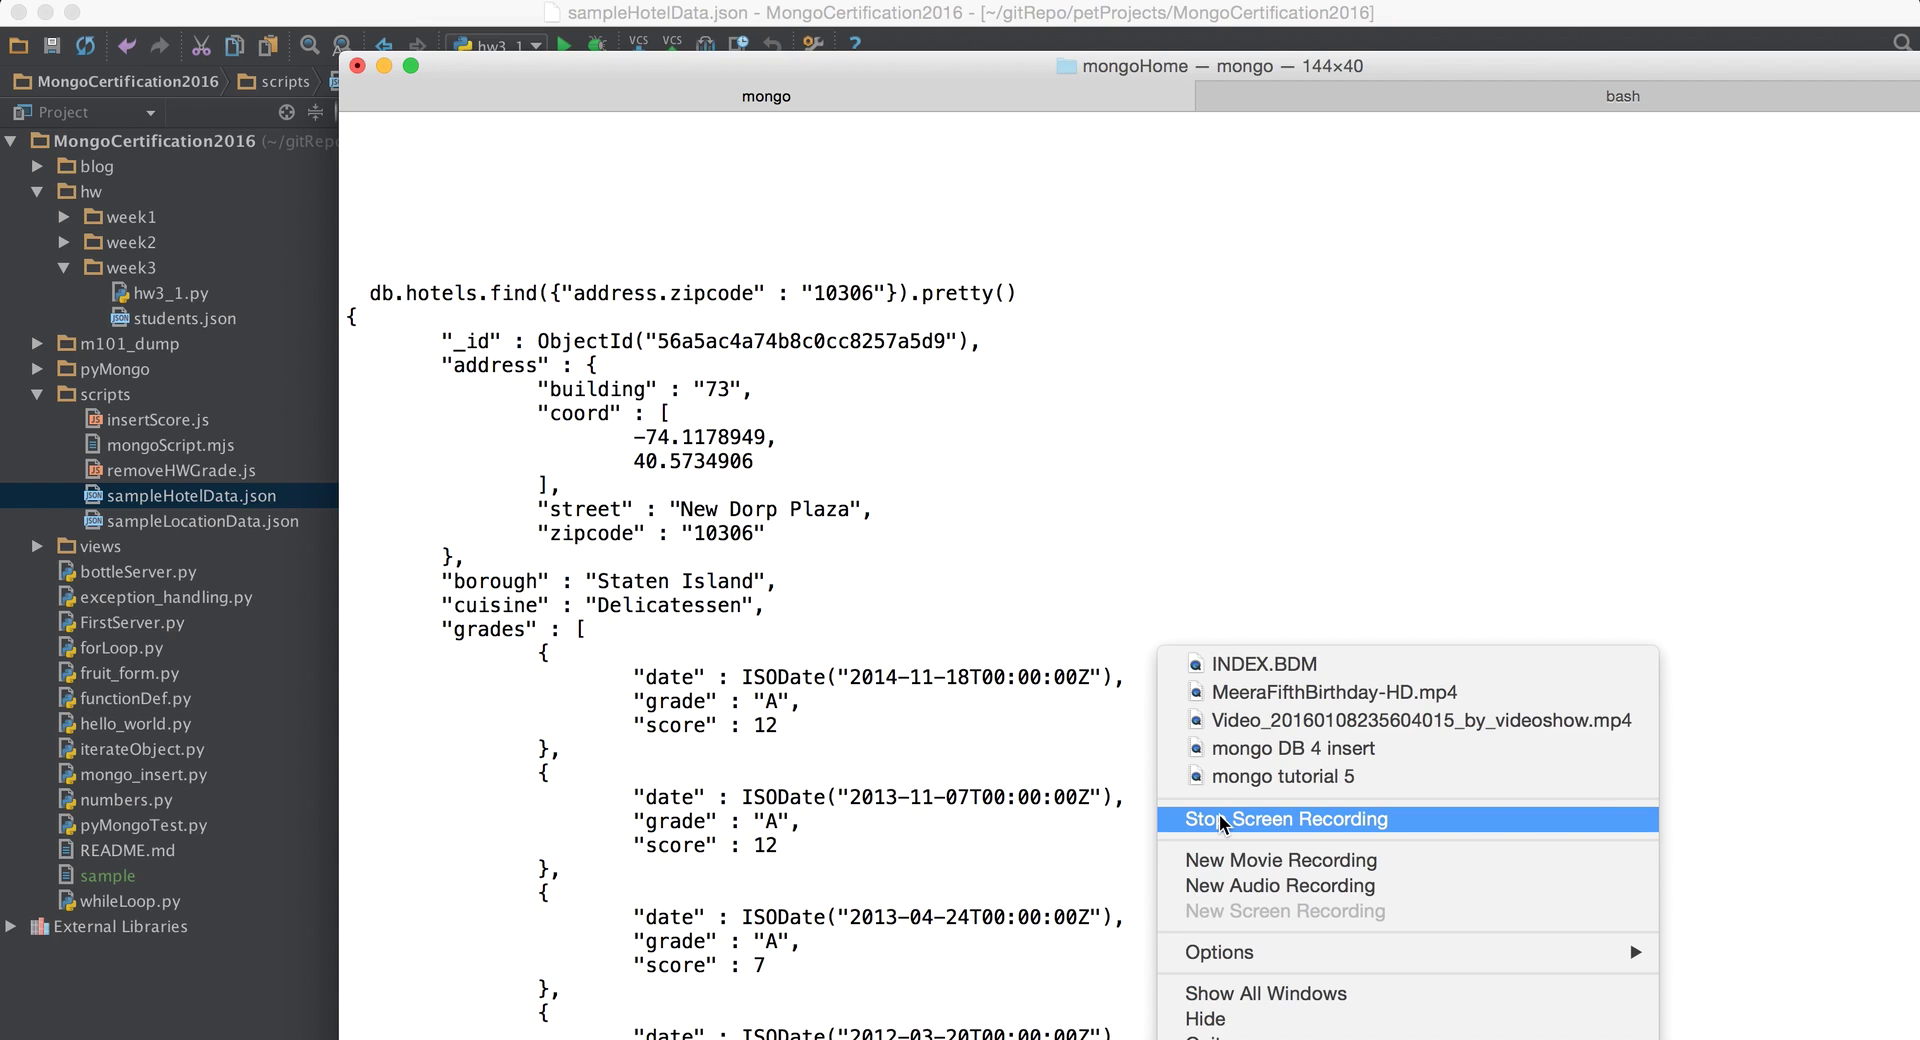 sampleHotelData.json - MongoCertification2016 - [~/gitRepo/petProjects/MongoCertification2016]
hw3_1
VCS VCS
?
MongoCertification2016
scripts
mongoHome — mongo — 144×40
mongo
bash
Project
MongoCertification2016 (~/gitRepo
blog
hw
week1
week2
week3
hw3_1.py
students.json
m101_dump
pyMongo
scripts
insertScore.js
mongoScript.mjs
removeHWGrade.js
sampleHotelData.json
sampleLocationData.json
views
bottleServer.py
exception_handling.py
FirstServer.py
forLoop.py
fruit_form.py
functionDef.py
hello_world.py
iterateObject.py
mongo_insert.py
numbers.py
pyMongoTest.py
README.md
sample
whileLoop.py
External Libraries
db.hotels.find({"address.zipcode" : "10306"}).pretty()
{
"_id" : ObjectId("56a5ac4a74b8c0cc8257a5d9"),
"address" : {
"building" : "73",
"coord" : [
-74.1178949,
40.5734906
],
"street" : "New Dorp Plaza",
"zipcode" : "10306"
},
"borough" : "Staten Island",
"cuisine" : "Delicatessen",
"grades" : [
{
"date" : ISODate("2014-11-18T00:00:00Z"),
"grade" : "A",
"score" : 12
},
{
"date" : ISODate("2013-11-07T00:00:00Z"),
"grade" : "A",
"score" : 12
},
{
"date" : ISODate("2013-04-24T00:00:00Z"),
"grade" : "A",
"score" : 7
},
{
"date" : ISODate("2012-03-20T00:00:00Z")
INDEX.BDM
MeeraFifthBirthday-HD.mp4
Video_20160108235604015_by_videoshow.mp4
mongo DB 4 insert
mongo tutorial 5
Stop Screen Recording
New Movie Recording
New Audio Recording
New Screen Recording
Options
Show All Windows
Hide